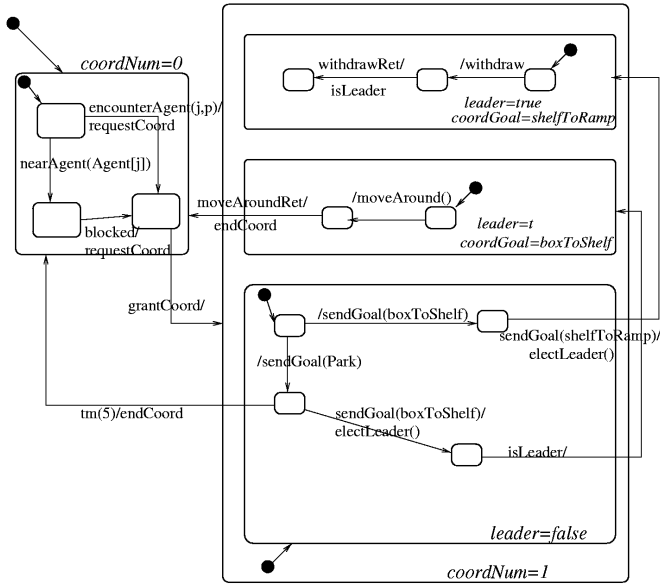 coordNum=0
encounterAgent(j,p)/
requestCoord
nearAgent(Agent[j])
blocked/
requestCoord
withdrawRet/
isLeader
/withdraw
leader=true
coordGoal=shelfToRamp
moveAroundRet/
endCoord
/moveAround()
leader=t
coordGoal=boxToShelf
grantCoord/
/sendGoal(boxToShelf)
sendGoal(shelfToRamp)/
electLeader()
/sendGoal(Park)
tm(5)/endCoord
sendGoal(boxToShelf)/
electLeader()
isLeader/
leader=false
coordNum=1